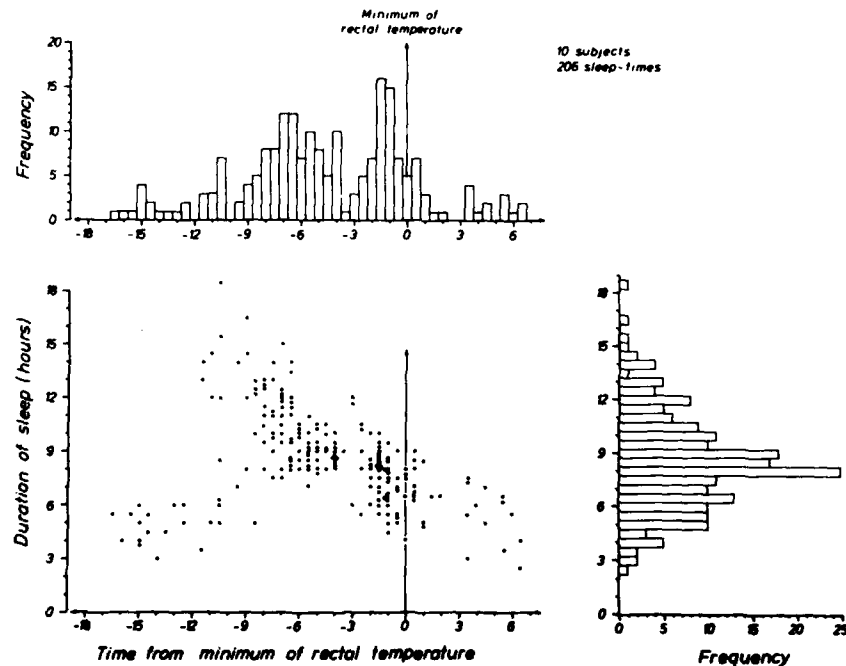 Minimum of
rectal temperature
10 subjects
206 sleep-times
Frequency
20
15
10
5
0
-18 -15 -12 -9 -6 -3 0 3 6
Duration of sleep (hours)
18
15
12
9
6
3
0
-18 -15 -12 -9 -6 -3 0 3 6
Time from minimum of rectal temperature
18
15
12
9
6
3
0
0 5 10 15 20 25
Frequency